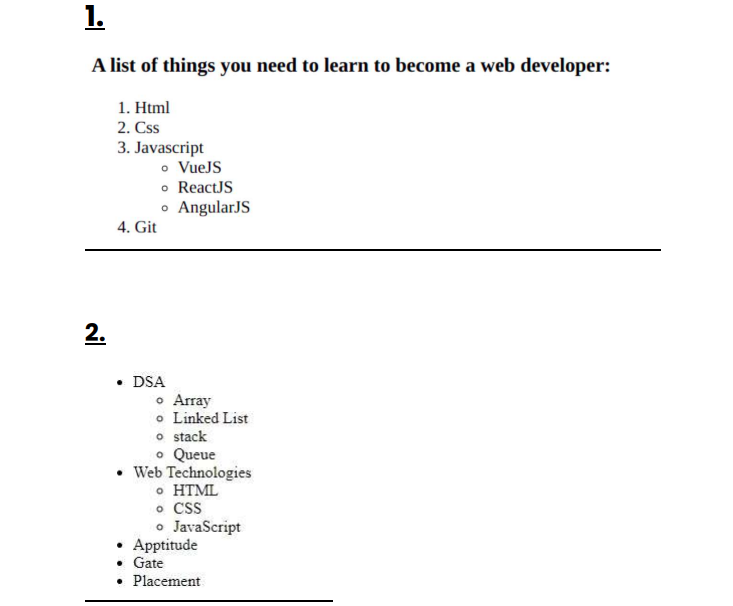 1.
A list of things you need to learn to become a web developer:
1. Html
2. Css
3. Javascript
VueJS
ReactJS
AngularJS
4. Git
2.
DSA
Array
Linked List
stack
Queue
Web Technologies
HTML
CSS
JavaScript
Apptitude
Gate
Placement